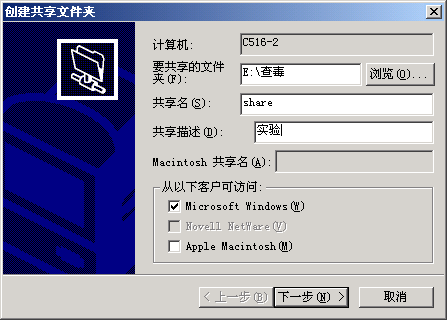 创建共享文件夹
计算机:
C516-2
要共享的文件
夹(F):
E:\查毒
浏览(O)...
共享名(S):
share
共享描述(D):
实验
Macintosh 共享名(A):
从以下客户可访问:
Microsoft Windows(W)
Novell NetWare(V)
Apple Macintosh(M)
< 上一步(B)
下一步(N) >
取消